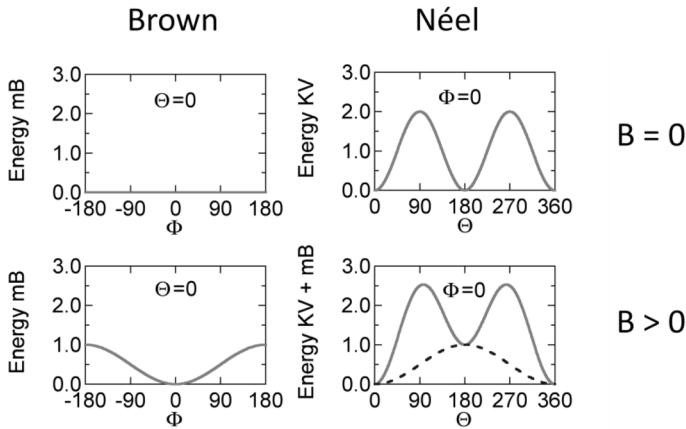 Brown
Néel
Energy mB
3.0
2.0
1.0
0.0
Θ=0
-180 -90 0 90 180
Φ
Energy KV
3.0
2.0
1.0
0.0
Φ=0
0 90 180 270 360
Θ
B = 0
Energy mB
3.0
2.0
1.0
0.0
Θ=0
-180 -90 0 90 180
Φ
Energy KV + mB
3.0
2.0
1.0
0.0
Φ=0
0 90 180 270 360
Θ
B > 0